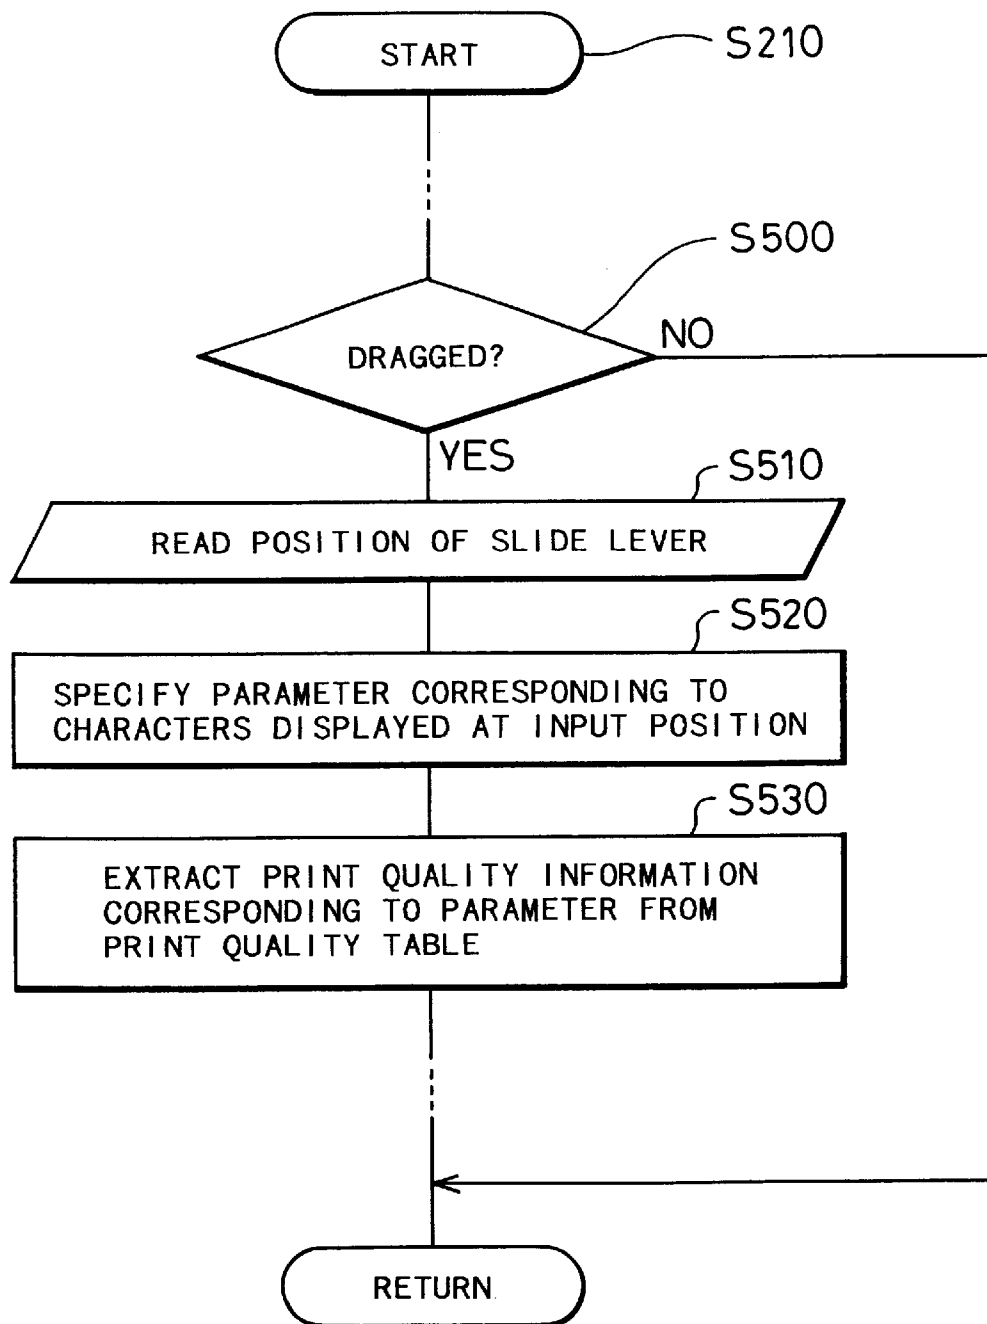 START
S210
S500
DRAGGED?
NO
YES
S510
READ POSITION OF SLIDE LEVER
S520
SPECIFY PARAMETER CORRESPONDING TO
CHARACTERS DISPLAYED AT INPUT POSITION
S530
EXTRACT PRINT QUALITY INFORMATION
CORRESPONDING TO PARAMETER FROM
PRINT QUALITY TABLE
RETURN